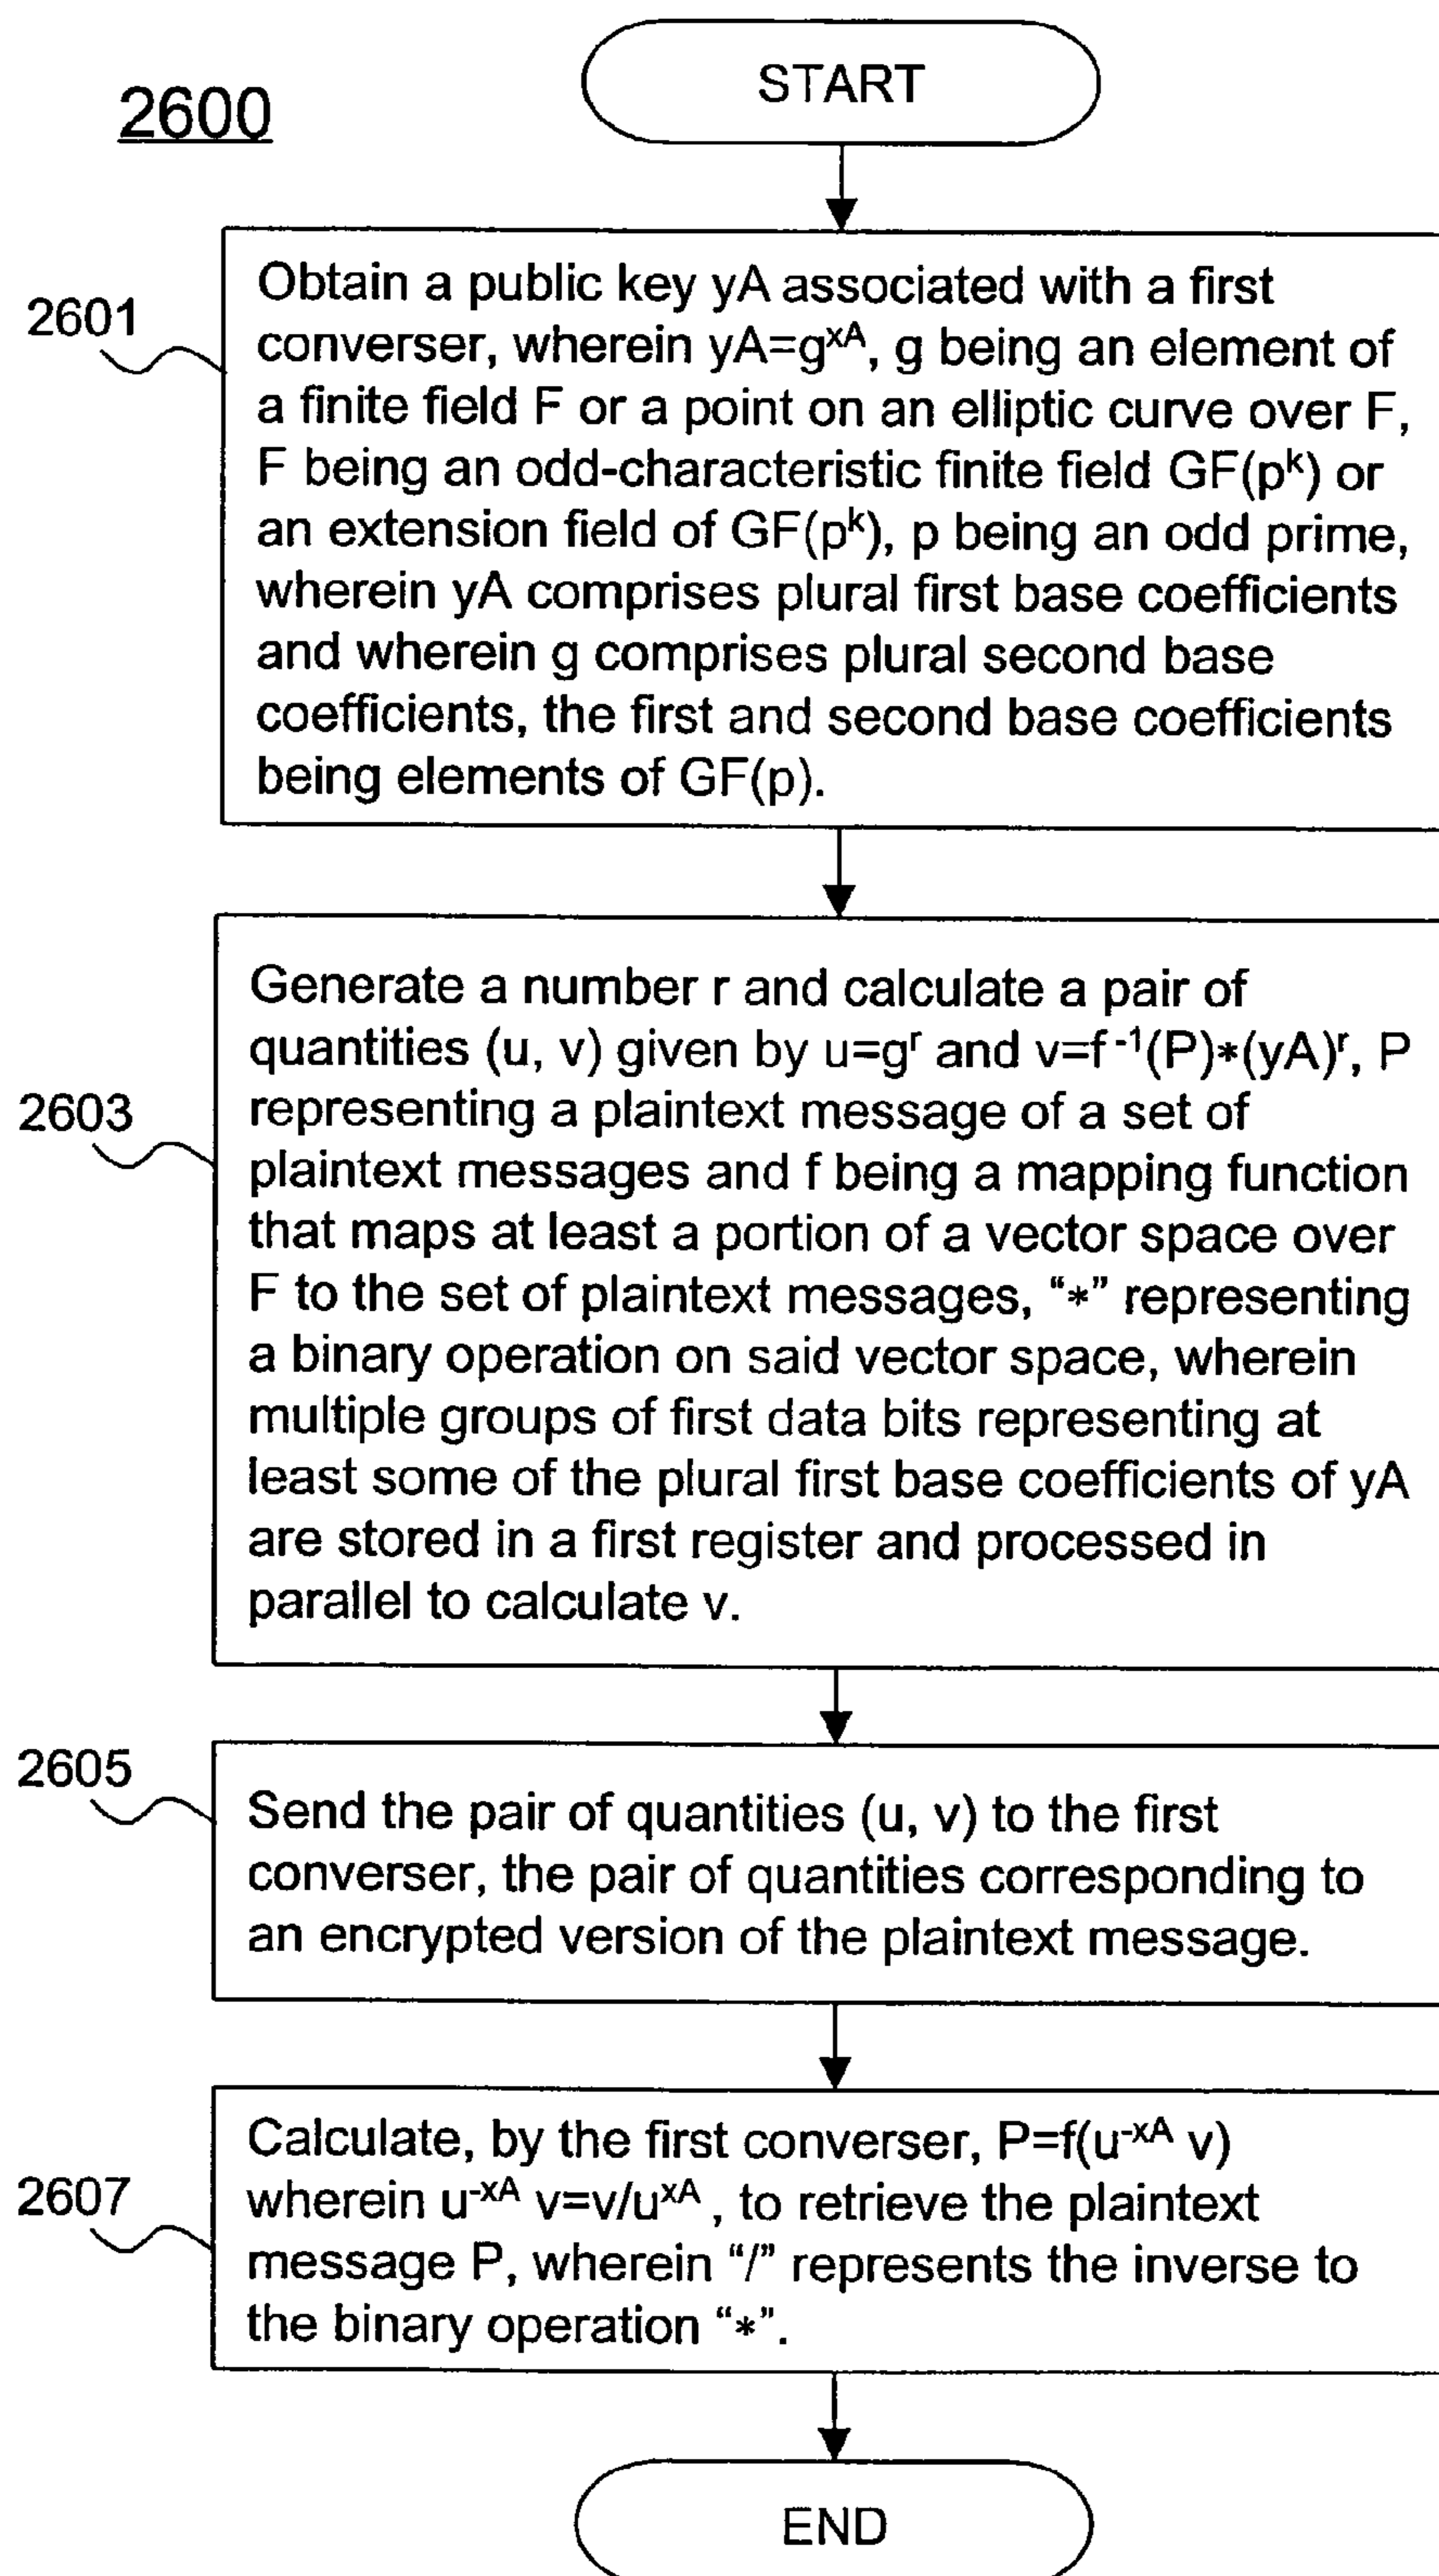 START
2600
2601
Obtain a public key yA associated with a first
converser, wherein yA=g^xA, g being an element of
a finite field F or a point on an elliptic curve over F,
F being an odd-characteristic finite field GF(p^k) or
an extension field of GF(p^k), p being an odd prime,
wherein yA comprises plural first base coefficients
and wherein g comprises plural second base
coefficients, the first and second base coefficients
being elements of GF(p).
2603
Generate a number r and calculate a pair of
quantities (u, v) given by u=g^r and v=f^-1(P)*(yA)^r, P
representing a plaintext message of a set of
plaintext messages and f being a mapping function
that maps at least a portion of a vector space over
F to the set of plaintext messages, “*” representing
a binary operation on said vector space, wherein
multiple groups of first data bits representing at
least some of the plural first base coefficients of yA
are stored in a first register and processed in
parallel to calculate v.
2605
Send the pair of quantities (u, v) to the first
converser, the pair of quantities corresponding to
an encrypted version of the plaintext message.
2607
Calculate, by the first converser, P=f(u^-xA v)
wherein u^-xA v=v/u^xA , to retrieve the plaintext
message P, wherein “/” represents the inverse to
the binary operation “*”.
END